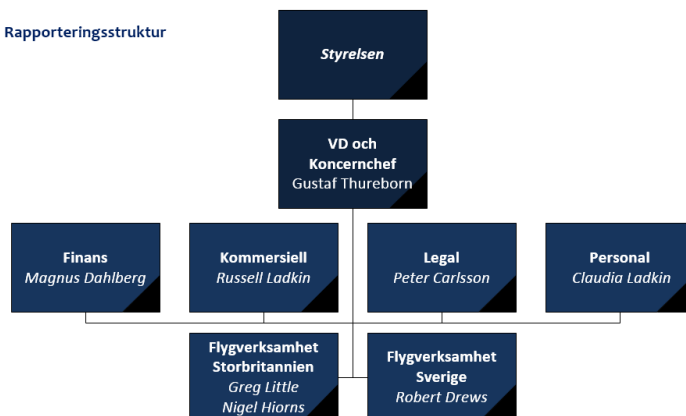 Rapporteringsstruktur
Styrelsen
VD och
Koncernchef
Gustaf Thureborn
Finans
Magnus Dahlberg
Kommersiell
Russell Ladkin
Legal
Peter Carlsson
Personal
Claudia Ladkin
Flygverksamhet
Storbritannien
Greg Little
Nigel Hiorns
Flygverksamhet
Sverige
Robert Drews